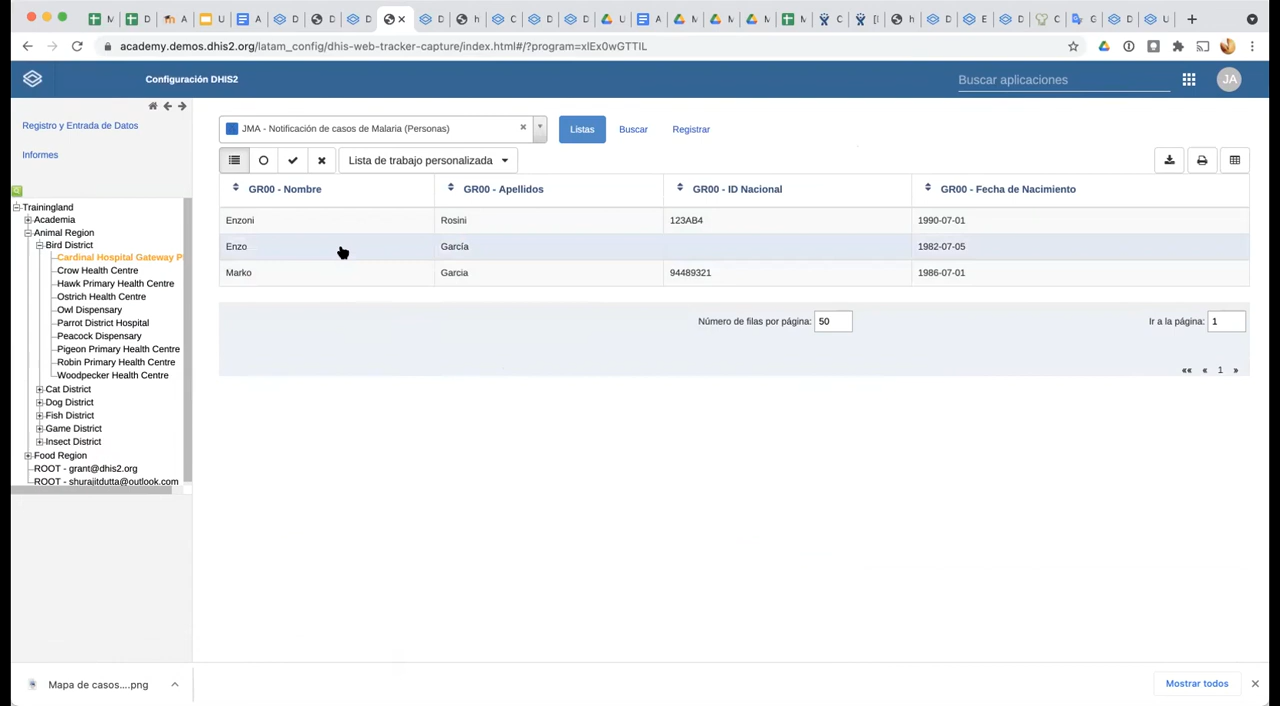 academy.demos.dhis2.org/latam_config/dhis-web-tracker-capture/index.html#/?program=xIEx0wGTTIL
Configuración DHIS2
Buscar aplicaciones
JA
Registro y Entrada de Datos
Informes
Trainingland
Academia
Animal Region
Bird District
Cardinal Hospital Gateway P
Crow Health Centre
Hawk Primary Health Centre
Ostrich Health Centre
Owl Dispensary
Parrot District Hospital
Peacock Dispensary
Pigeon Primary Health Centre
Robin Primary Health Centre
Woodpecker Health Centre
Cat District
Dog District
Fish District
Game District
Insect District
Food Region
ROOT - grant@dhis2.org
ROOT - shurajitdutta@outlook.com
JMA - Notificación de casos de Malaria (Personas)
Listas
Buscar
Registrar
Lista de trabajo personalizada
GR00 - Nombre GR00 - Apellidos GR00 - ID Nacional GR00 - Fecha de Nacimiento
Enzoni Rosini 123AB4 1990-07-01
Enzo García 1982-07-05
Marko Garcia 94489321 1986-07-01
Número de filas por página: 50
Ir a la página: 1
«« « 1 »
Mapa de casos....png
Mostrar todos